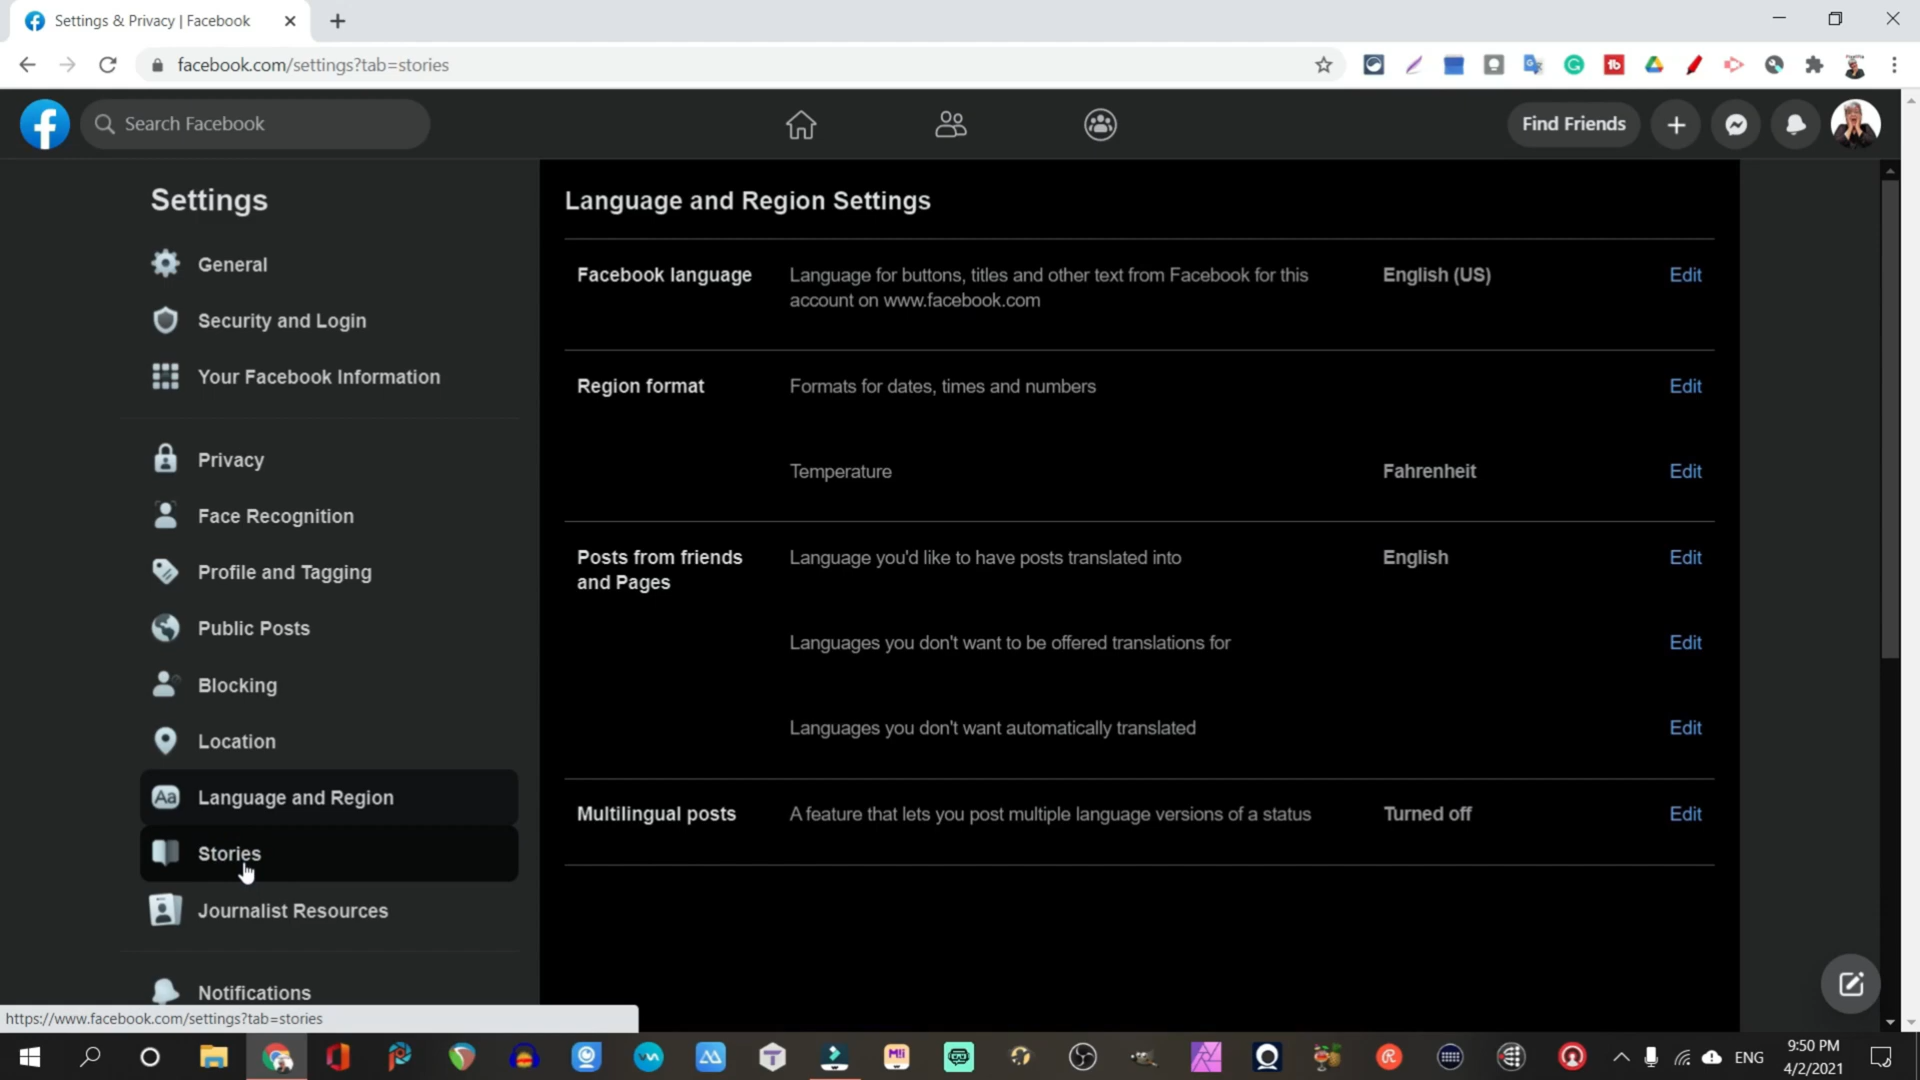 Settings & Privacy | Facebook
facebook.com/settings?tab=stories
Search Facebook
Find Friends
Settings
General
Security and Login
Your Facebook Information
Privacy
Face Recognition
Profile and Tagging
Public Posts
Blocking
Location
Aa Language and Region
Stories
Journalist Resources
Notifications
Language and Region Settings
Facebook language
Language for buttons, titles and other text from Facebook for this
account on www.facebook.com
English (US)
Edit
Region format
Formats for dates, times and numbers
Edit
Temperature
Fahrenheit
Edit
Posts from friends
and Pages
Language you'd like to have posts translated into
English
Edit
Languages you don't want to be offered translations for
Edit
Languages you don't want automatically translated
Edit
Multilingual posts
A feature that lets you post multiple language versions of a status
Turned off
Edit
https://www.facebook.com/settings?tab=stories
ENG
9:50 PM
4/2/2021